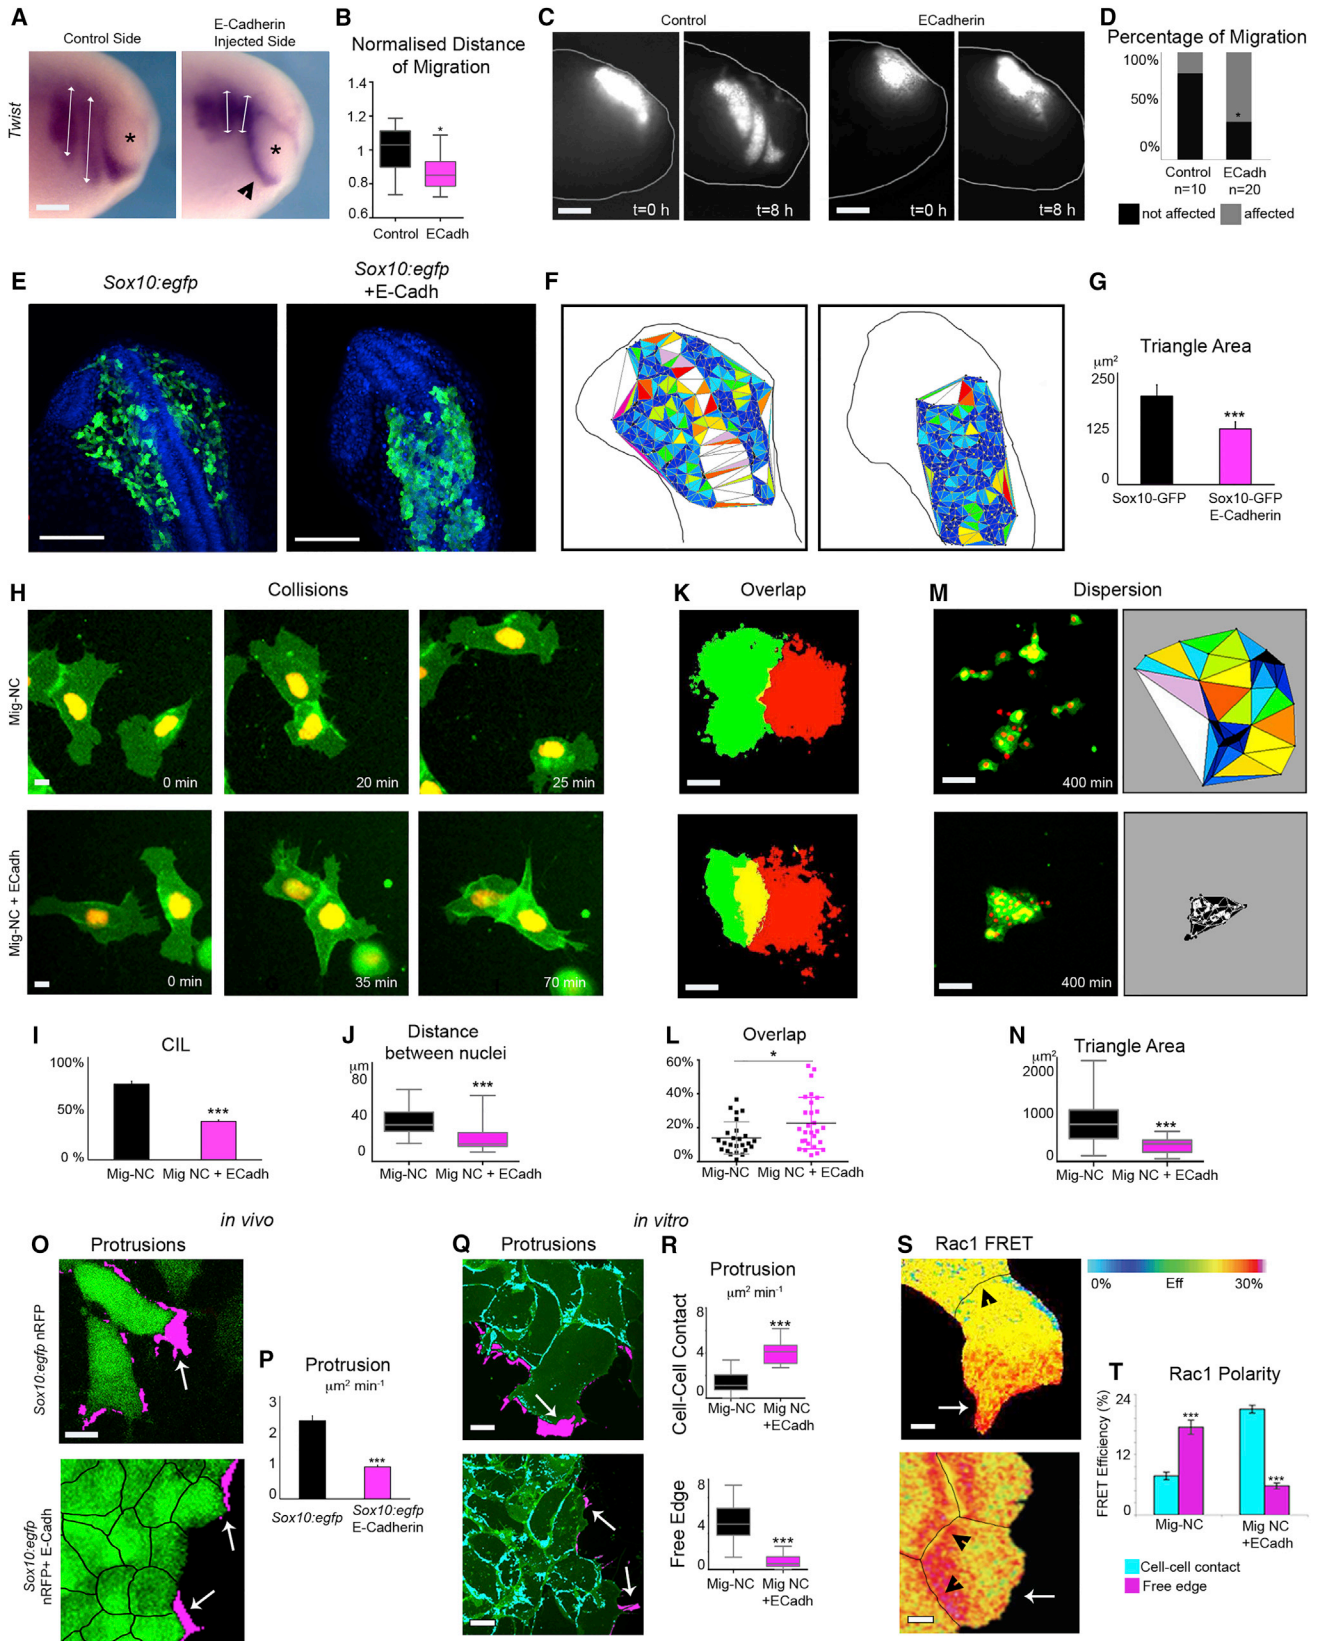 A
Control Side
E-Cadherin
Injected Side
Twist
*
*
B
Normalised Distance
of Migration
1.4
1.2
1
0.8
0.6
*
Control ECadh
C
Control
ECadherin
t=0 h
t=8 h
t=0 h
t=8 h
D
Percentage of Migration
100%
50%
0%
*
Control ECadh
n=10 n=20
not affected affected
E
Sox10:egfp
Sox10:egfp
+E-Cadh
F
G
Triangle Area
µm²
250
125
0
***
Sox10-GFP Sox10-GFP
E-Cadherin
H
Collisions
Mig-NC
0 min
20 min
25 min
Mig-NC + ECadh
0 min
35 min
70 min
K
Overlap
M
Dispersion
400 min
400 min
I
CIL
100%
50%
0 %
***
Mig-NC Mig NC + ECadh
J
Distance
between nuclei
µm
80
40
0
***
Mig-NC Mig NC + ECadh
L
Overlap
60%
40%
20%
0%
*
Mig-NC Mig NC + ECadh
N
Triangle Area
µm²
2000
1000
0
***
Mig-NC Mig NC + ECadh
in vivo
in vitro
O
Protrusions
Sox10:egfp nRFP
Sox10:egfp
nRFP+ E-Cadh
P
Protrusion
µm² min⁻¹
3
2
1
0
***
Sox10:egfp Sox10:egfp
E-Cadherin
Q
Protrusions
R
Protrusion
µm² min⁻¹
Cell-Cell Contact
8
4
0
***
Mig-NC Mig NC
+ECadh
Free Edge
8
4
0
***
Mig-NC Mig NC
+ECadh
S
Rac1 FRET
0% Eff 30%
T
Rac1 Polarity
FRET Efficiency (%)
24
12
0
***
***
Mig-NC Mig NC
+ECadh
Cell-cell contact
Free edge